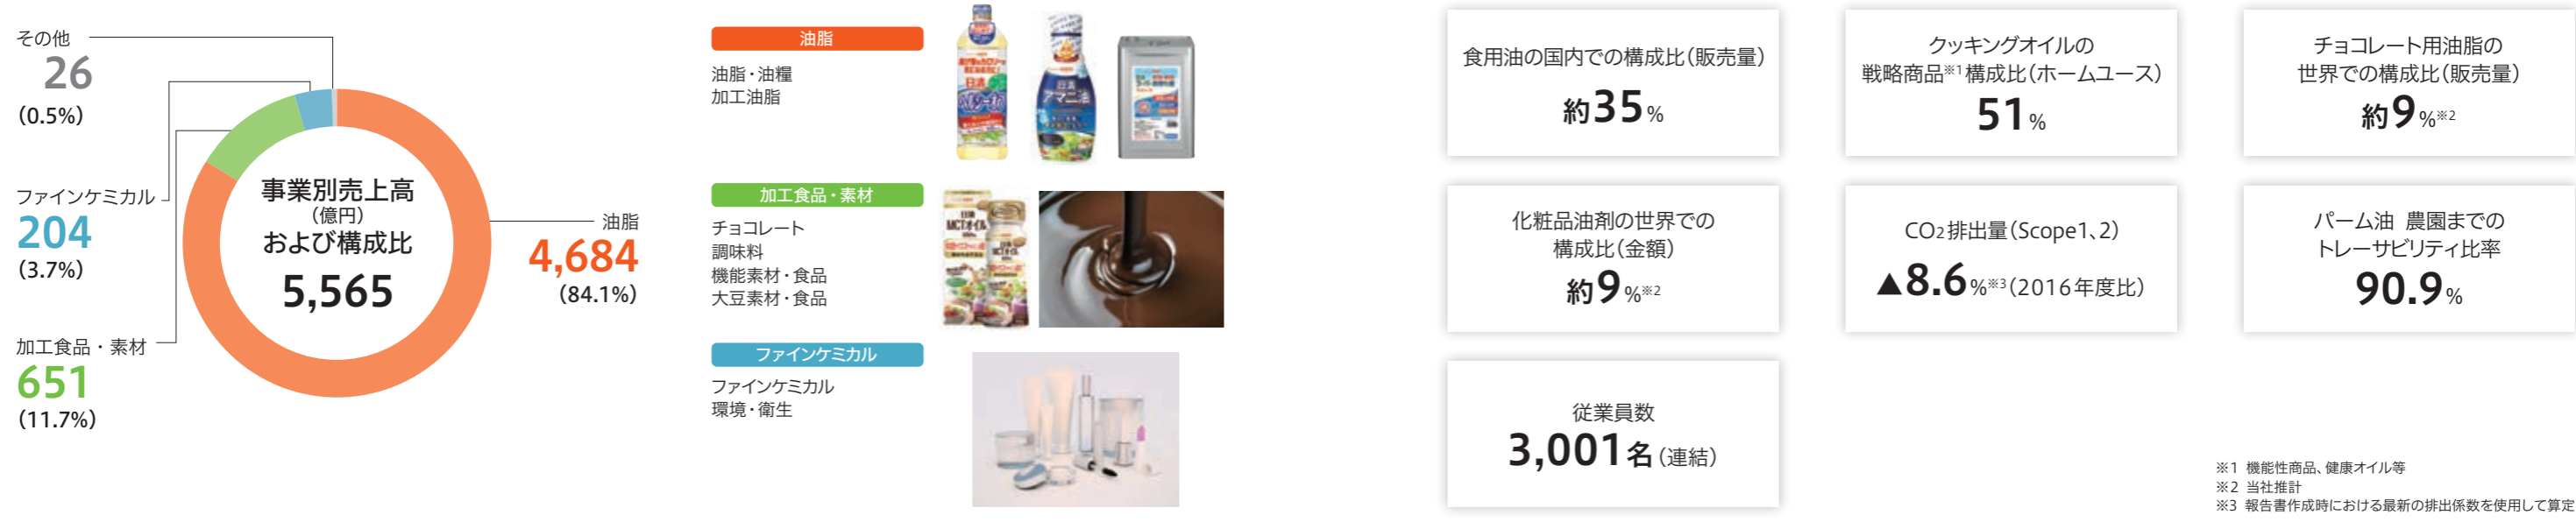 その他
26
(0.5%)
ファインケミカル
204
(3.7%)
加工食品・素材
651
(11.7%)
事業別売上高
(億円)
および構成比
5,565
油脂
4,684
(84.1%)
油脂
油脂・油糧
加工油脂
日清
アマニ油
加工食品・素材
チョコレート
調味料
機能素材・食品
大豆素材・食品
日清
MCTオイル
ファインケミカル
ファインケミカル
環境・衛生
食用油の国内での構成比(販売量)
約35%
クッキングオイルの
戦略商品※1構成比(ホームユース)
51%
チョコレート用油脂の
世界での構成比(販売量)
約9%※2
化粧品油剤の世界での
構成比(金額)
約9%※2
CO2排出量(Scope1、2)
▲8.6%※3(2016年度比)
パーム油 農園までの
トレーサビリティ比率
90.9%
従業員数
3,001名(連結)
※1 機能性商品、健康オイル等
※2 当社推計
※3 報告書作成時における最新の排出係数を使用して算定